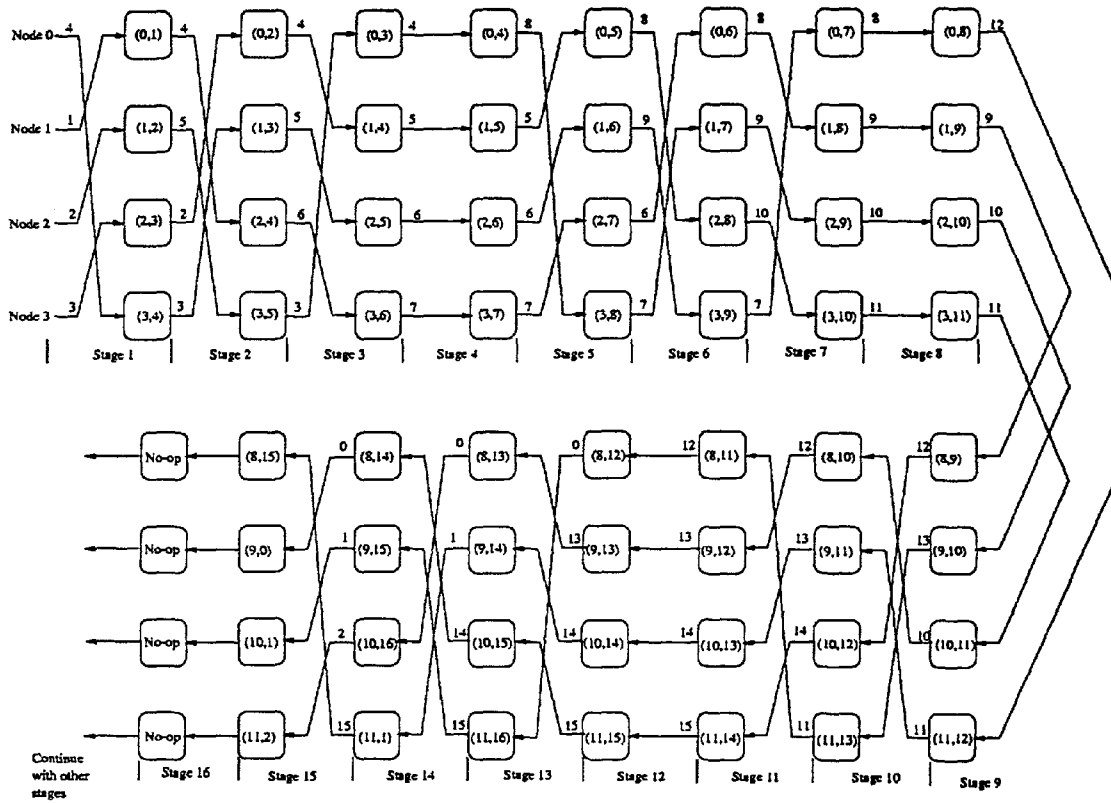 Node 0 4 (0,1) 4 (0,2) 4 (0,3) 4 (0,4) 8 (0,5) 8 (0,6) 8 (0,7) 8 (0,8) 12
Node 1 1 (1,2) 5 (1,3) 5 (1,4) 5 (1,5) 5 (1,6) 9 (1,7) 9 (1,8) 9 (1,9) 9
Node 2 2 (2,3) 2 (2,4) 6 (2,5) 6 (2,6) 6 (2,7) 6 (2,8) 10 (2,9) 10 (2,10) 10
Node 3 3 (3,4) 3 (3,5) 3 (3,6) 7 (3,7) 7 (3,8) 7 (3,9) 7 (3,10) 11 (3,11) 11
Stage 1 Stage 2 Stage 3 Stage 4 Stage 5 Stage 6 Stage 7 Stage 8
No-op (8,15) 0 (8,14) 0 (8,13) 0 (8,12) 12 (8,11) 12 (8,10) 12 (8,9)
No-op (9,0) 1 (9,15) 1 (9,14) 13 (9,13) 13 (9,12) 13 (9,11) 13 (9,10)
No-op (10,1) 2 (10,16) 14 (10,15) 14 (10,14) 14 (10,13) 14 (10,12) 10 (10,11)
No-op (11,2) 15 (11,1) 15 (11,16) 15 (11,15) 15 (11,14) 11 (11,13) 11 (11,12)
Continue
with other
stages
Stage 16 Stage 15 Stage 14 Stage 13 Stage 12 Stage 11 Stage 10 Stage 9